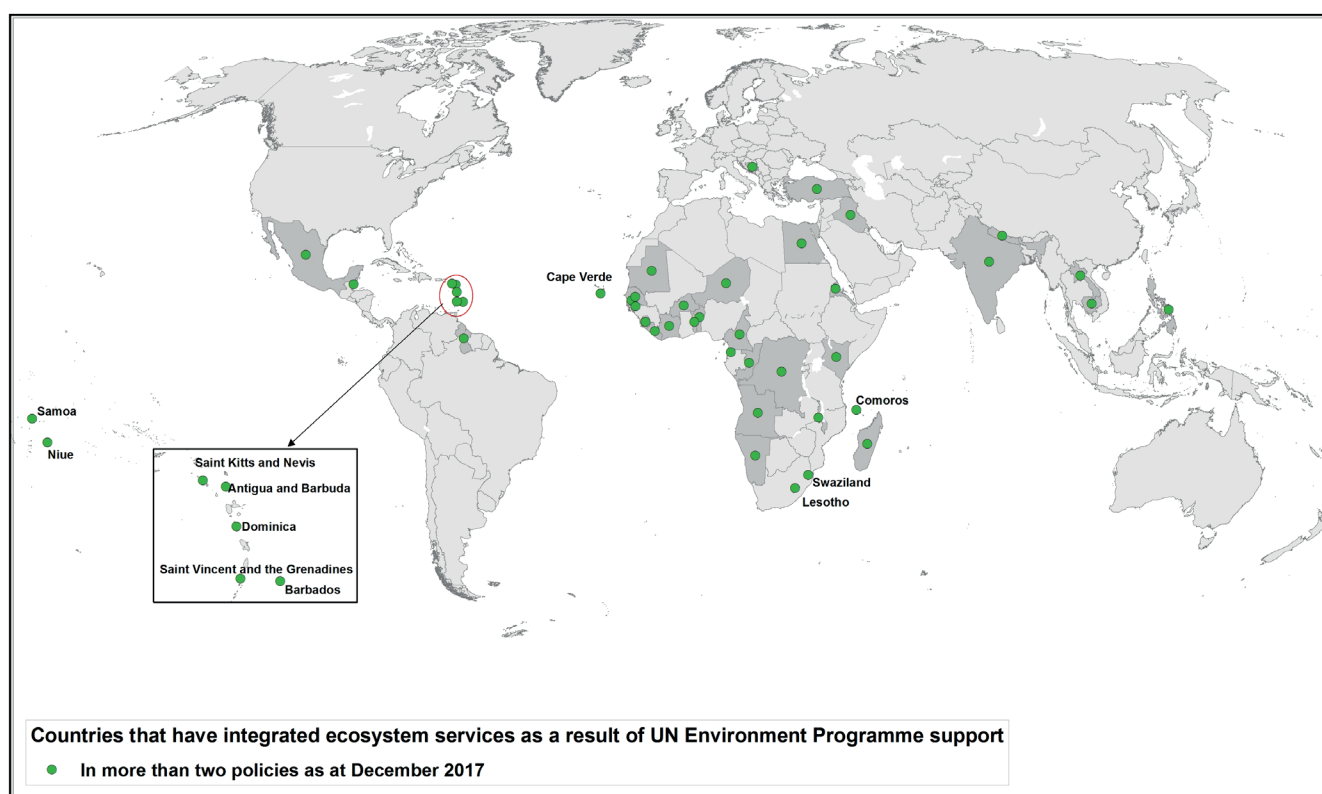 Cape Verde
Samoa
Comoros
Niue
Saint Kitts and Nevis
Swaziland
Antigua and Barbuda
Lesotho
Dominica
Saint Vincent and the Grenadines
Barbados
Countries that have integrated ecosystem services as a result of UN Environment Programme support
In more than two policies as at December 2017